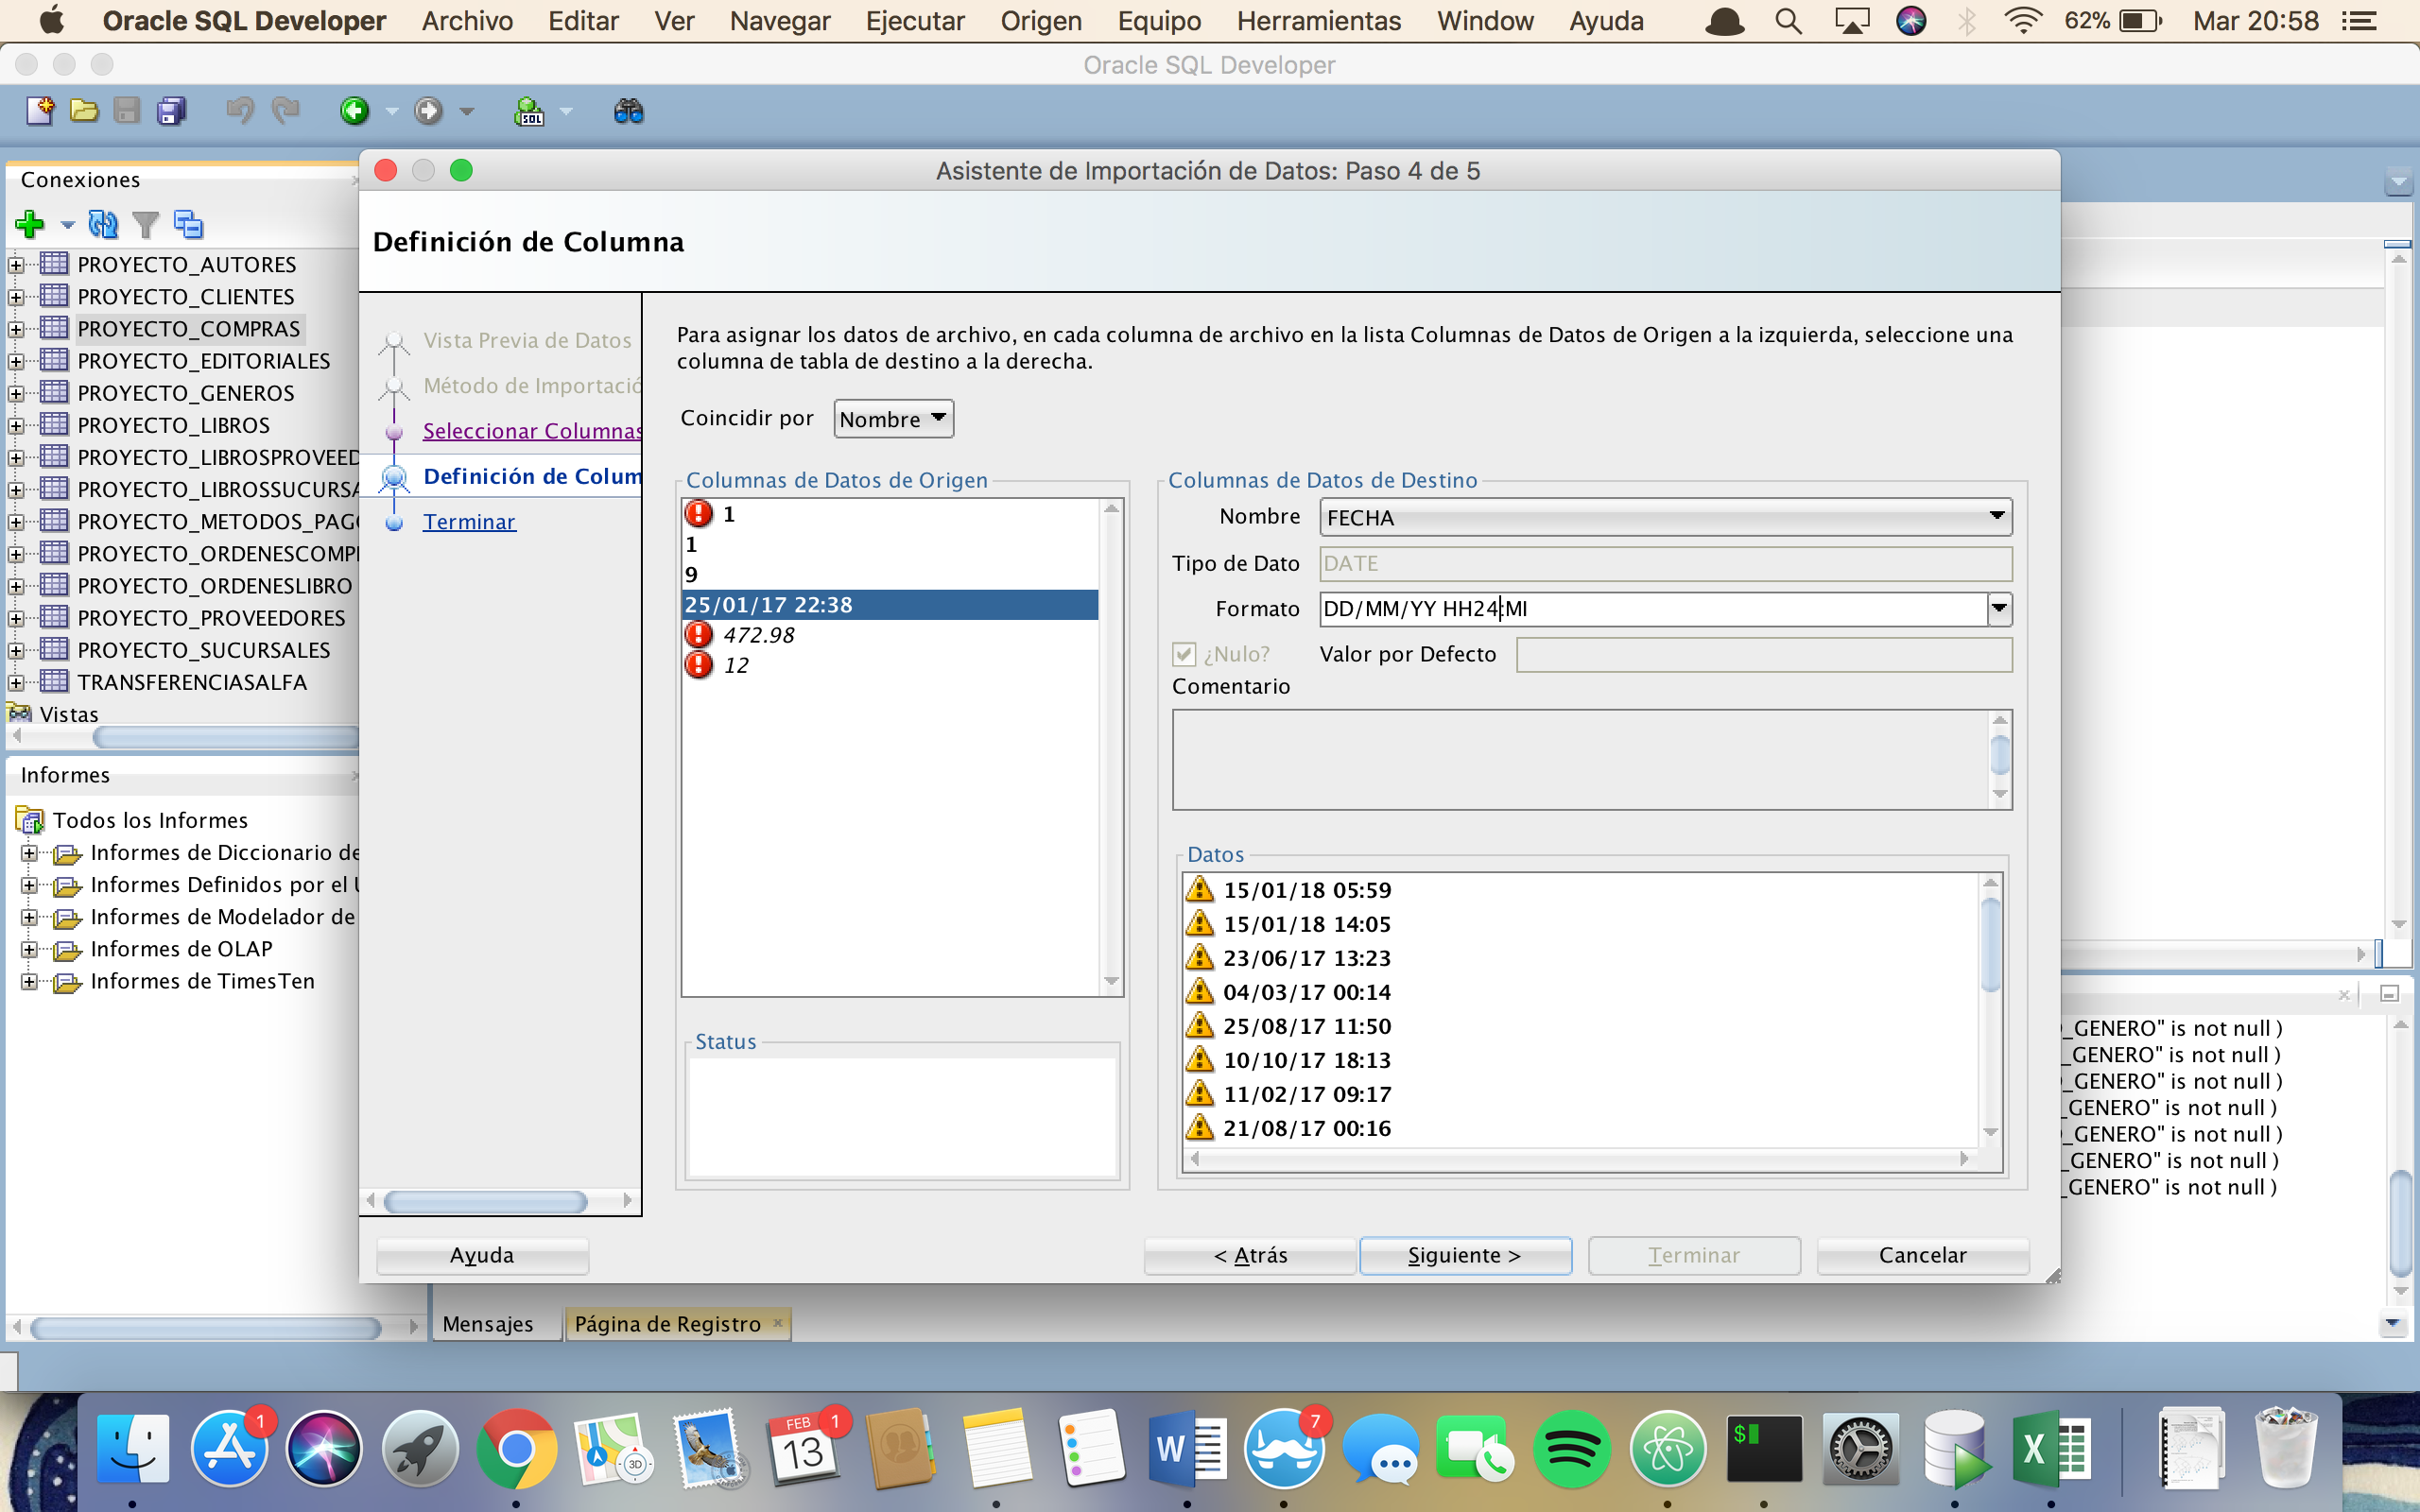 Oracle SQL Developer Archivo Editar Ver Navegar Ejecutar Origen Equipo Herramientas Window Ayuda 62% Mar 20:58
Oracle SQL Developer
SQL
Conexiones
PROYECTO_AUTORES
PROYECTO_CLIENTES
PROYECTO_COMPRAS
PROYECTO_EDITORIALES
PROYECTO_GENEROS
PROYECTO_LIBROS
PROYECTO_LIBROSPROVEED
PROYECTO_LIBROSSUCURSA
PROYECTO_METODOS_PAGO
PROYECTO_ORDENESCOMP
PROYECTO_ORDENESLIBRO
PROYECTO_PROVEEDORES
PROYECTO_SUCURSALES
TRANSFERENCIASALFA
Vistas
Informes
Todos los Informes
Informes de Diccionario de
Informes Definidos por el U
Informes de Modelador de
Informes de OLAP
Informes de TimesTen
Asistente de Importación de Datos: Paso 4 de 5
Definición de Columna
Vista Previa de Datos
Método de Importació
Seleccionar Columnas
Definición de Colum
Terminar
Para asignar los datos de archivo, en cada columna de archivo en la lista Columnas de Datos de Origen a la izquierda, seleccione una
columna de tabla de destino a la derecha.
Coincidir por Nombre
Columnas de Datos de Origen
1
1
9
25/01/17 22:38
472.98
12
Status
Columnas de Datos de Destino
Nombre FECHA
Tipo de Dato DATE
Formato DD/MM/YY HH24:MI
¿Nulo? Valor por Defecto
Comentario
Datos
15/01/18 05:59
15/01/18 14:05
23/06/17 13:23
04/03/17 00:14
25/08/17 11:50
10/10/17 18:13
11/02/17 09:17
21/08/17 00:16
Ayuda < Atrás Siguiente > Terminar Cancelar
_GENERO" is not null )
_GENERO" is not null )
_GENERO" is not null )
_GENERO" is not null )
_GENERO" is not null )
_GENERO" is not null )
_GENERO" is not null )
Mensajes Página de Registro
1
3D
FEB
13
1
W
7
$
X